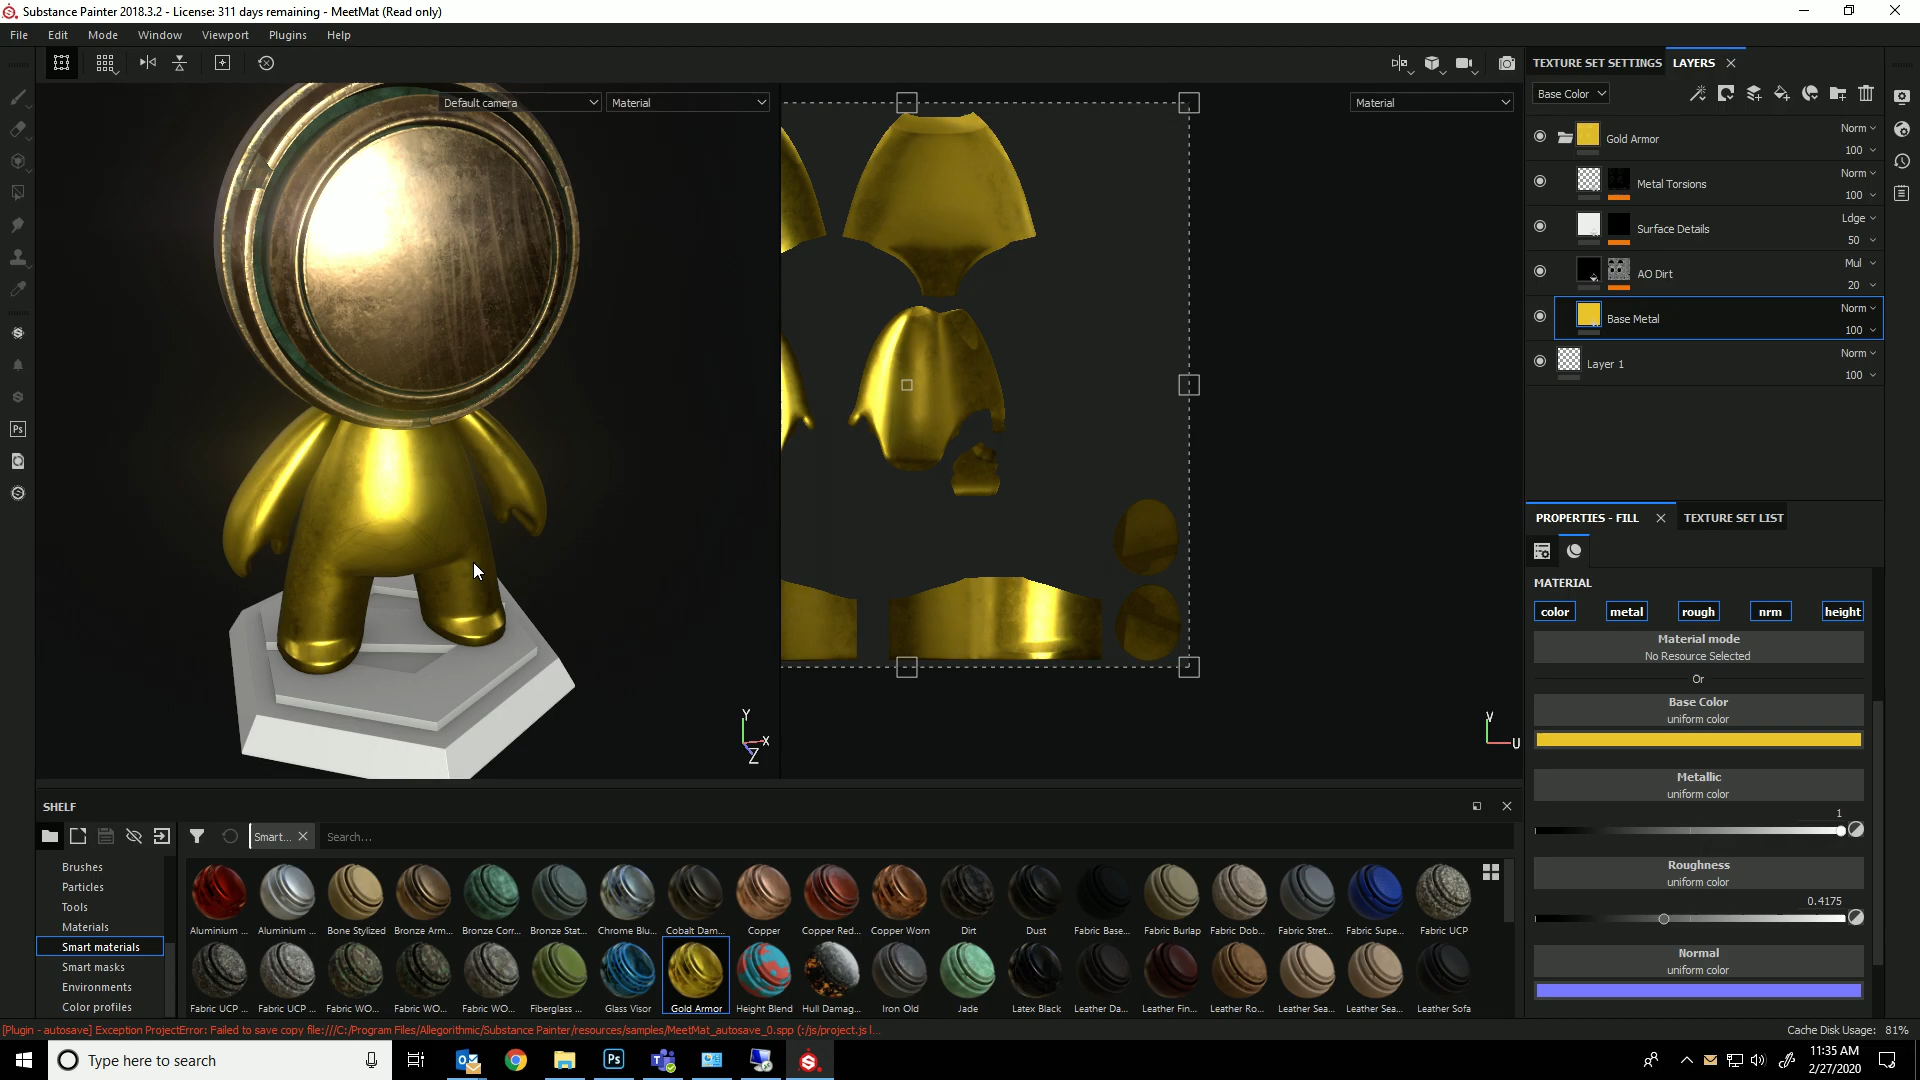 Substance Painter 2018.3.2 - License: 311 days remaining - MeetMat (Read only)
File Edit Mode Window Viewport Plugins Help
Default camera
Material
Material
TEXTURE SET SETTINGS
LAYERS
Base Color
Gold Armor
Norm
100
Metal Torsions
Norm
100
Surface Details
Ldge
50
AO Dirt
Mul
20
Base Metal
Norm
100
Layer 1
Norm
100
PROPERTIES - FILL
TEXTURE SET LIST
MATERIAL
color metal rough nrm height
Material mode
No Resource Selected
Or
Base Color
uniform color
Metallic
uniform color
1
Roughness
uniform color
0.4175
Normal
uniform color
Ps
Y
X
Z
V
U
SHELF
Smart...
Search...
Brushes
Particles
Tools
Materials
Smart materials
Smart masks
Environments
Color profiles
Aluminium ... Aluminium ... Bone Stylized Bronze Arm... Bronze Corr... Bronze Stat... Chrome Blu... Cobalt Dam... Copper Copper Red... Copper Worn Dirt Dust Fabric Base... Fabric Burlap Fabric Dob... Fabric Stret... Fabric Supe... Fabric UCP
Fabric UCP ... Fabric UCP ... Fabric WO... Fabric WO... Fabric WO... Fiberglass ... Glass Visor Gold Armor Height Blend Hull Damag... Iron Old Jade Latex Black Leather Da... Leather Fin... Leather Ro... Leather Sea... Leather Sea... Leather Sofa
[Plugin - autosave] Exception ProjectError: Failed to save copy file:///C:/Program Files/Allegorithmic/Substance Painter/resources/samples/MeetMat_autosave_0.spp (:/js/project.js l...
Cache Disk Usage: 81%
Type here to search
Ps
11:35 AM
2/27/2020